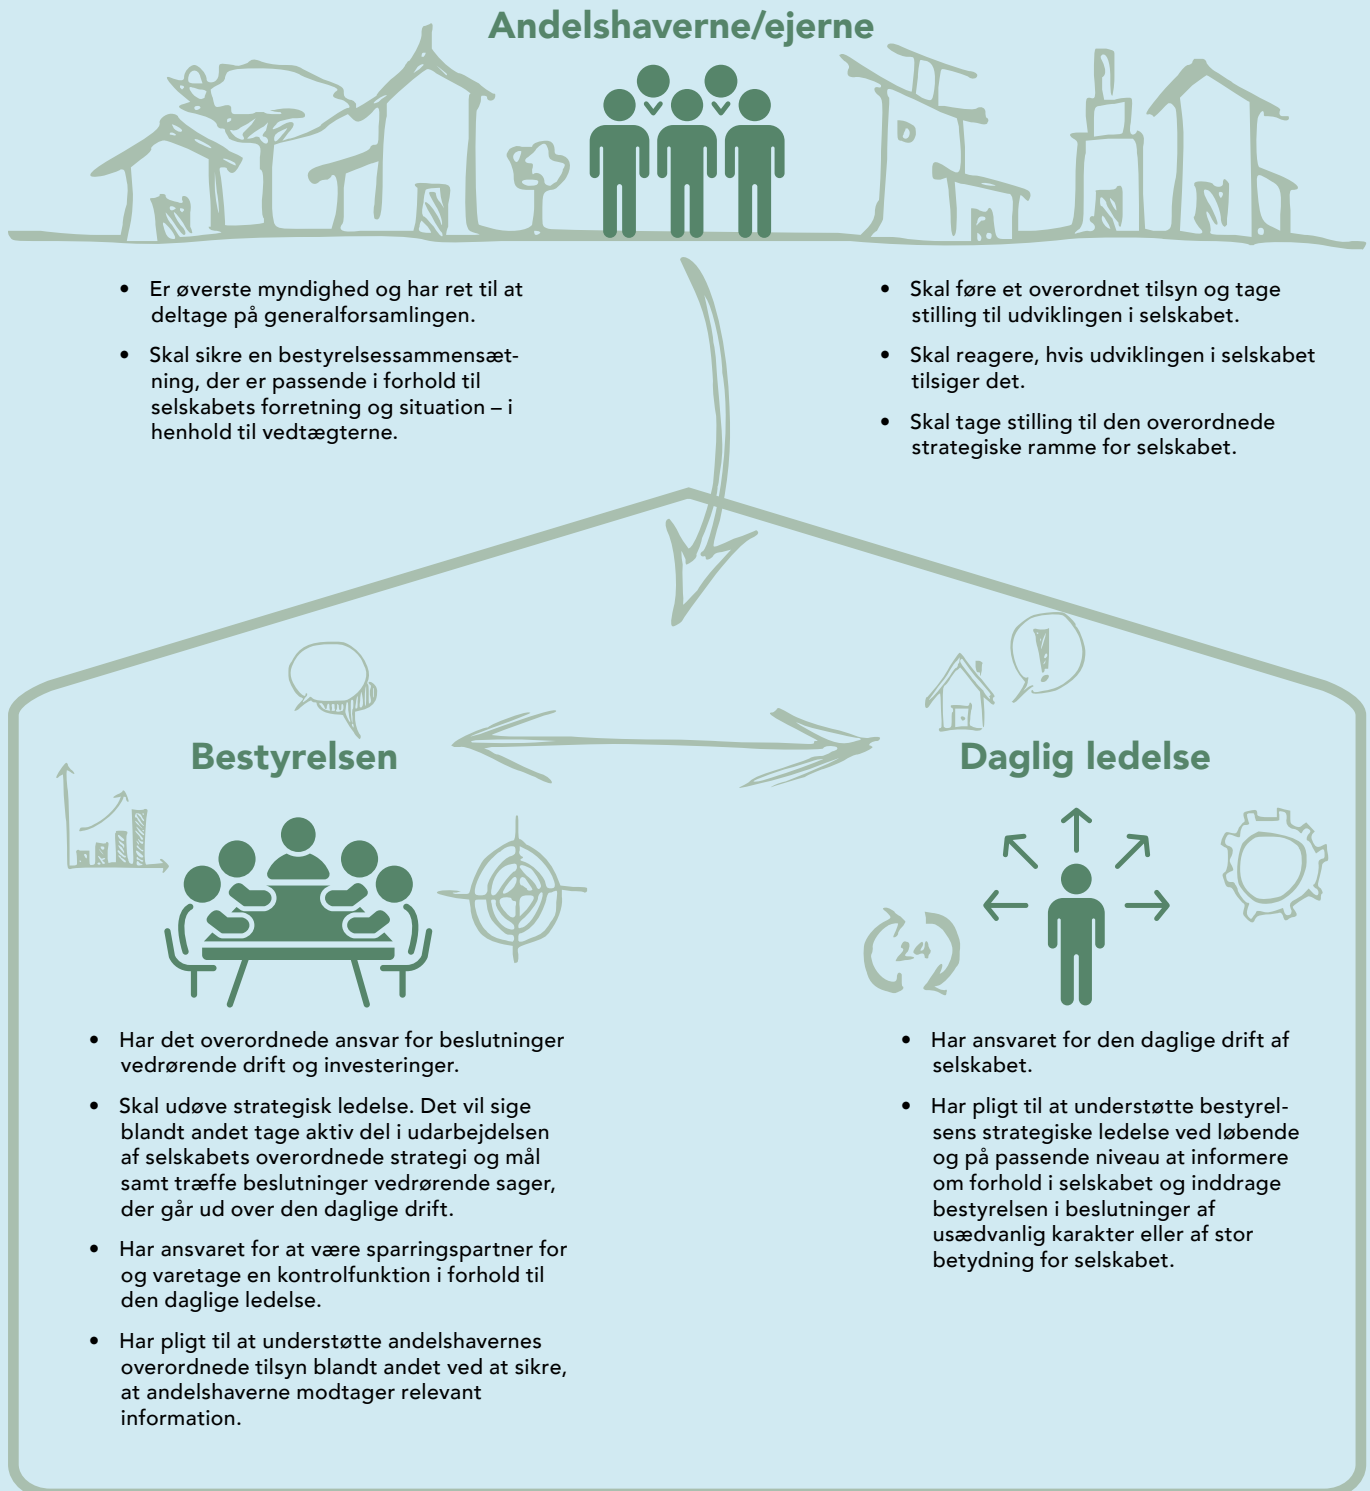 Andelshaverne/ejerne
• Er øverste myndighed og har ret til at
deltage på generalforsamlingen.
• Skal sikre en bestyrelsessammensæt-
ning, der er passende i forhold til
selskabets forretning og situation – i
henhold til vedtægterne.
• Skal føre et overordnet tilsyn og tage
stilling til udviklingen i selskabet.
• Skal reagere, hvis udviklingen i selskabet
tilsiger det.
• Skal tage stilling til den overordnede
strategiske ramme for selskabet.
Bestyrelsen
• Har det overordnede ansvar for beslutninger
vedrørende drift og investeringer.
• Skal udøve strategisk ledelse. Det vil sige
blandt andet tage aktiv del i udarbejdelsen
af selskabets overordnede strategi og mål
samt træffe beslutninger vedrørende sager,
der går ud over den daglige drift.
• Har ansvaret for at være sparringspartner for
og varetage en kontrolfunktion i forhold til
den daglige ledelse.
• Har pligt til at understøtte andelshavernes
overordnede tilsyn blandt andet ved at sikre,
at andelshaverne modtager relevant
information.
Daglig ledelse
24
• Har ansvaret for den daglige drift af
selskabet.
• Har pligt til at understøtte bestyrel-
sens strategiske ledelse ved løbende
og på passende niveau at informere
om forhold i selskabet og inddrage
bestyrelsen i beslutninger af
usædvanlig karakter eller af stor
betydning for selskabet.